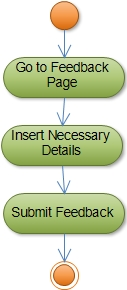 Go to Feedback
Page
Insert Necessary
Details
Submit Feedback